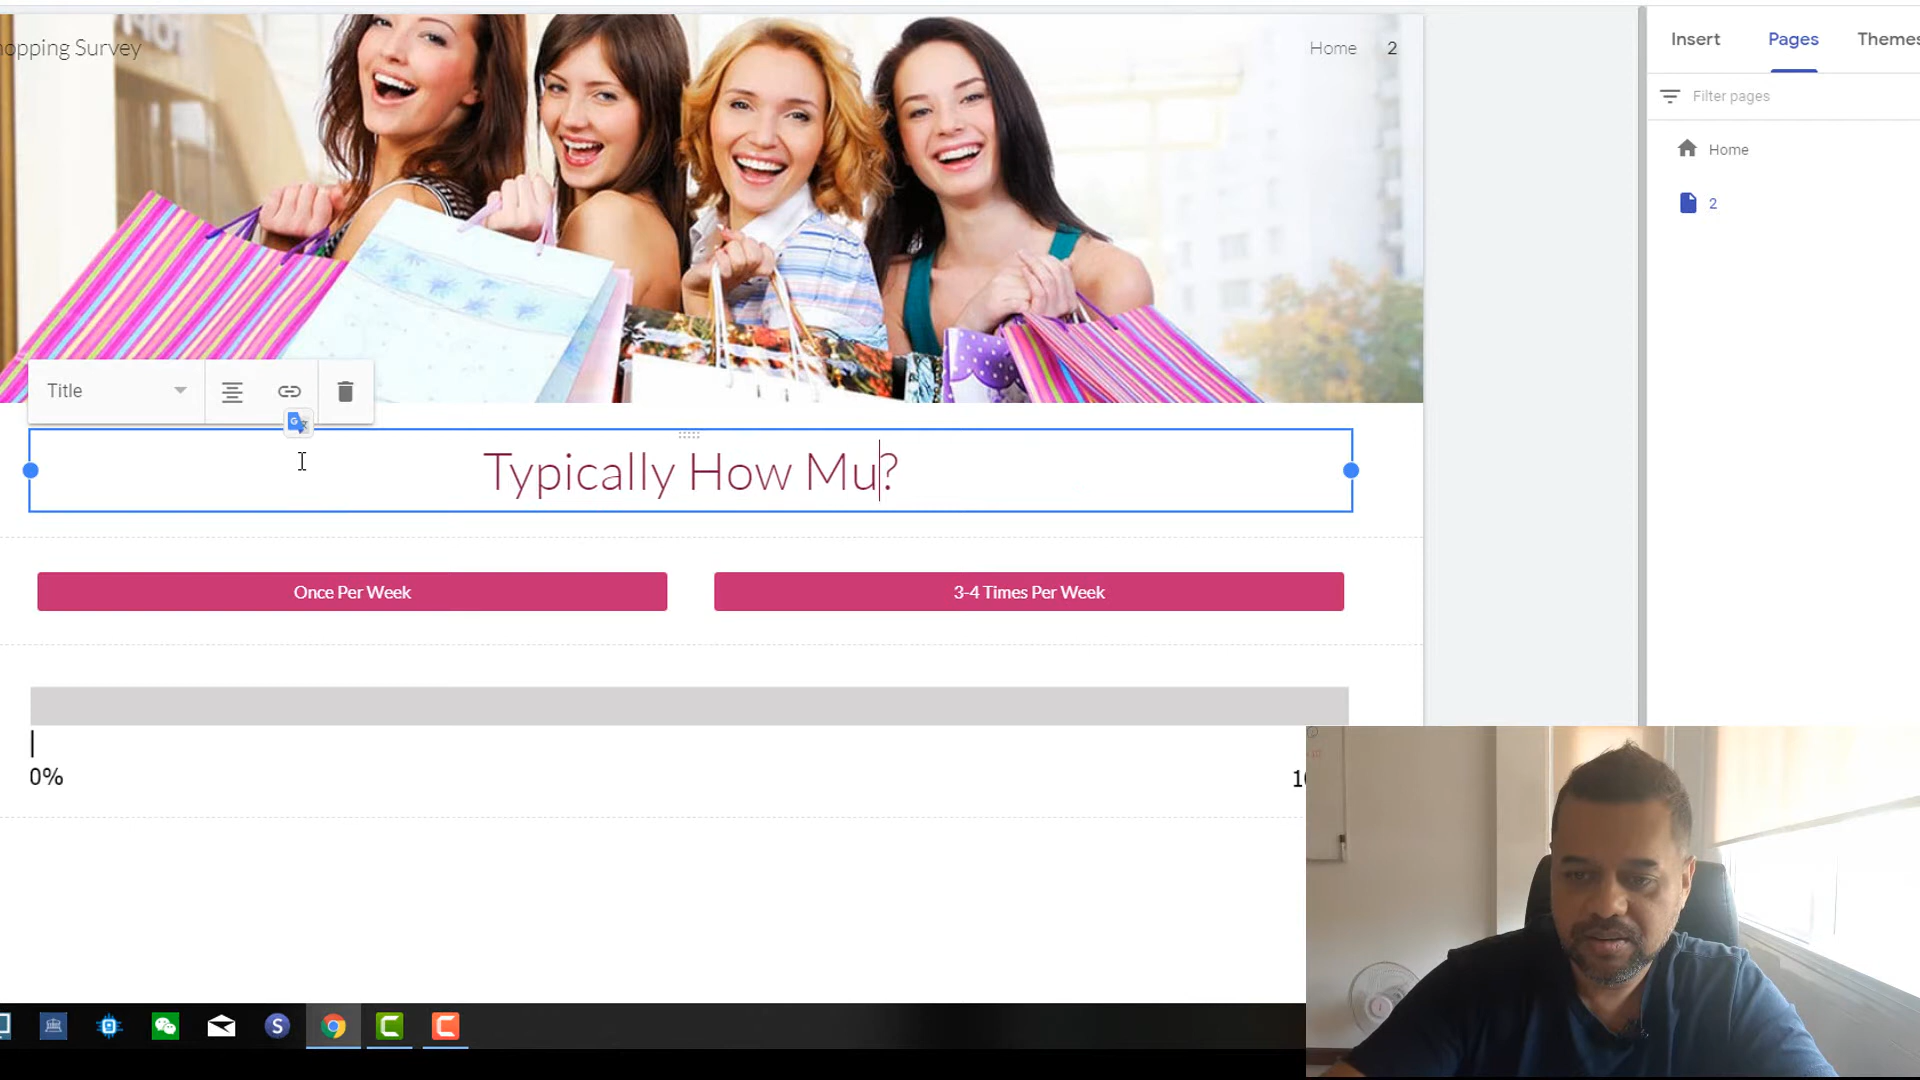 opping Survey
Home 2
Insert Pages Themes
Filter pages
Home
2
Title
Typically How Mu?
Once Per Week
3-4 Times Per Week
0%
S